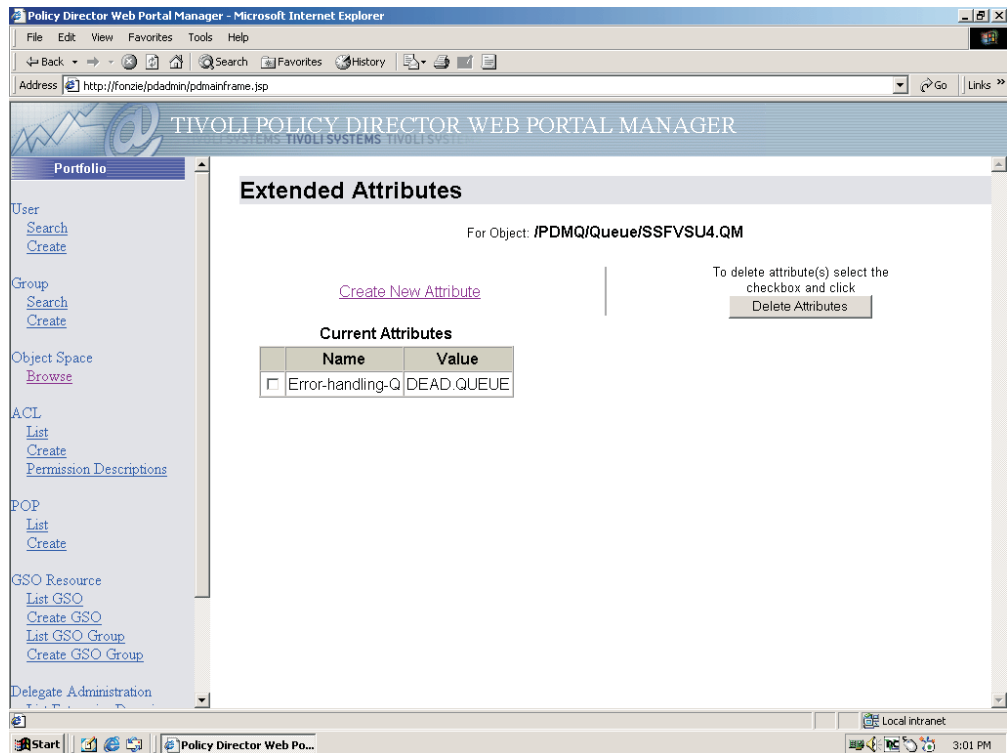 Policy Director Web Portal Manager - Microsoft Internet Explorer
File Edit View Favorites Tools Help
Back Search Favorites History
Address http://fonzie/pdadmin/pdmainframe.jsp Go Links »
TIVOLI POLICY DIRECTOR WEB PORTAL MANAGER
TIVOLI SYSTEMS TIVOLI SYSTEMS TIVOLI SYSTE
Portfolio
User
Search
Create
Group
Search
Create
Object Space
Browse
ACL
List
Create
Permission Descriptions
POP
List
Create
GSO Resource
List GSO
Create GSO
List GSO Group
Create GSO Group
Delegate Administration
Extended Attributes
For Object: /PDMQ/Queue/SSFVSU4.QM
Create New Attribute
To delete attribute(s) select the
checkbox and click
Delete Attributes
Current Attributes
Name Value
Error-handling-Q DEAD.QUEUE
Local intranet
Start Policy Director Web Po... 3:01 PM